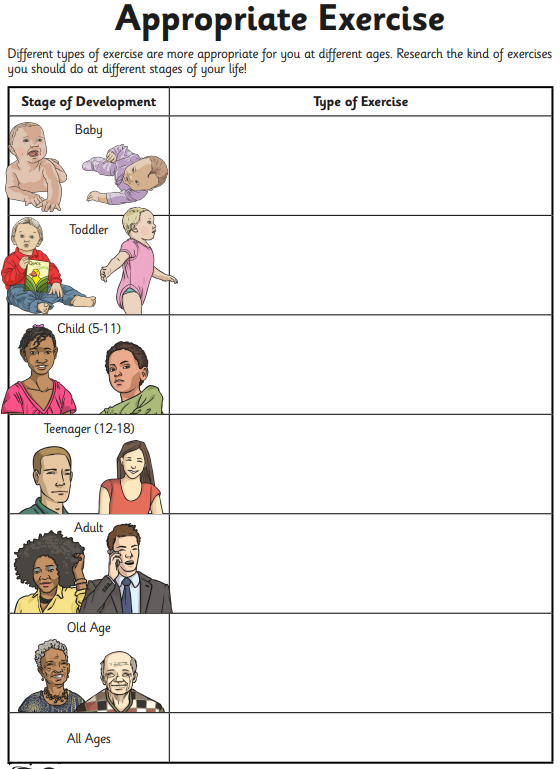 Appropriate Exercise
Different types of exercise are more appropriate for you at different ages. Research the kind of exercises
you should do at different stages of your life!
Stage of Development
Type of Exercise
Baby
Toddler
Child (5-11)
Teenager (12-18)
Adult
Old Age
All Ages